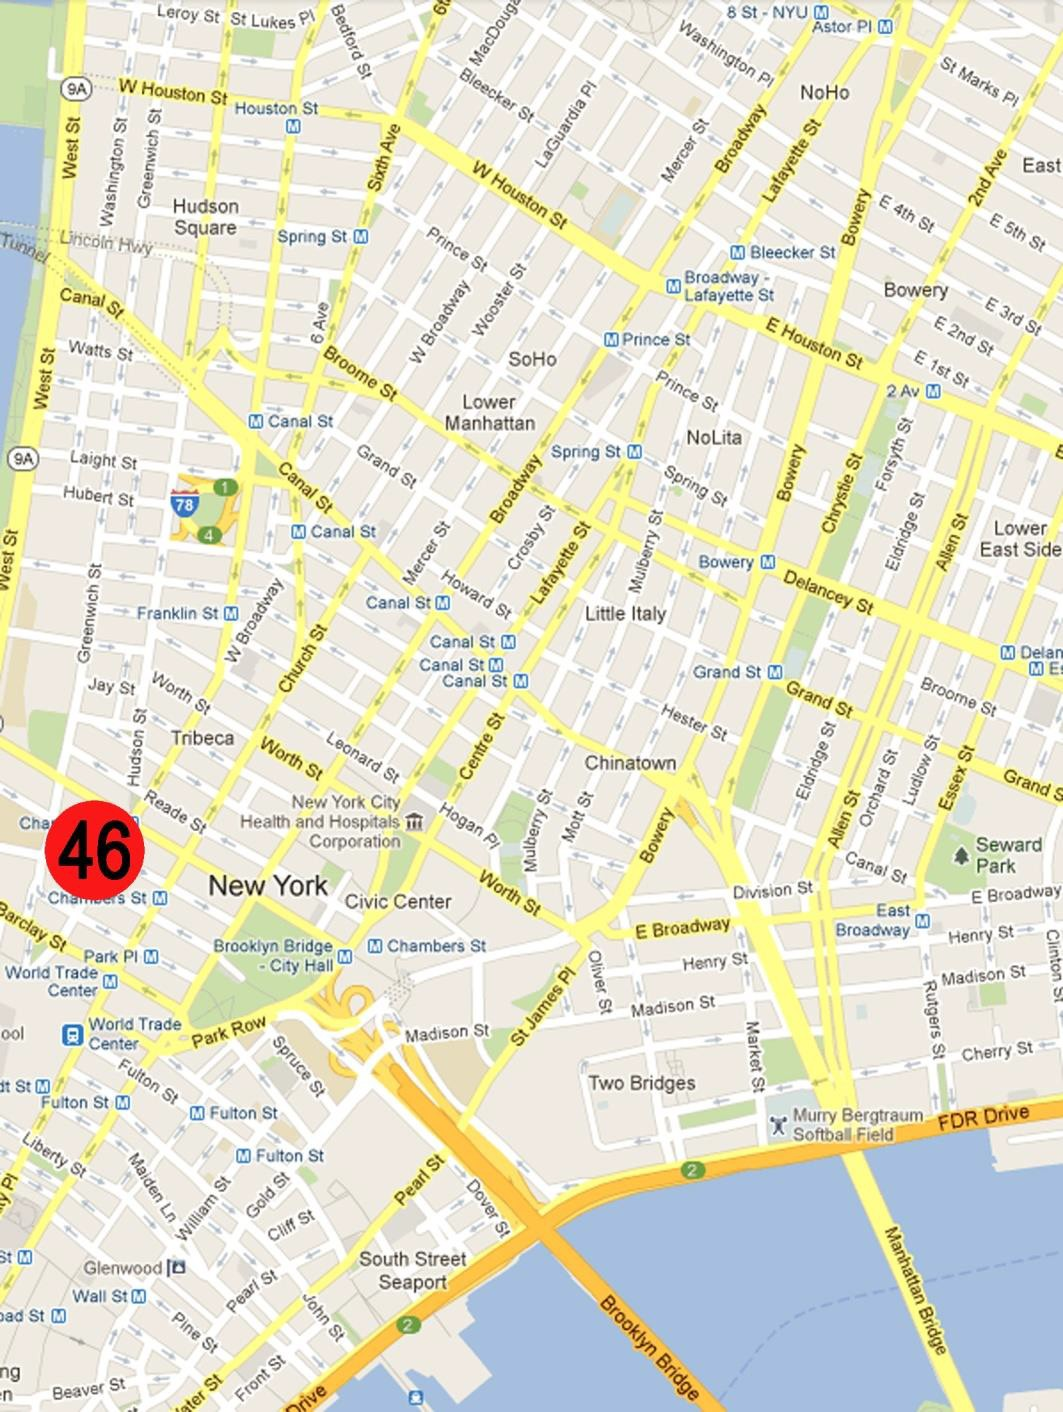 Leroy St
St Lukes Pl
Bedford St
8 St - NYU
Astor Pl
9A
W Houston St
Houston St
Bleecker St
LaGuardia Pl
Washington Pl
NoHo
St Marks Pl
West St
Washington St
Greenwich St
Sixth Ave
Mercer St
Broadway
Lafayette St
2nd Ave
East
Hudson
Square
W Houston St
Bowery
E 4th St
E 5th St
Spring St
Lincoln Hwy
Tunnel
Prince St
Bleecker St
Broadway -
Lafayette St
Bowery
Canal St
6 Ave
W Broadway
Wooster St
E 3rd St
E 2nd St
E Houston St
E 1st St
Prince St
Watts St
West St
Broome St
SoHo
Prince St
2 Av
Lower
Manhattan
Canal St
NoLita
Forsyth St
9A
Laight St
Grand St
Spring St
Spring St
Bowery
Chrystie St
Hubert St
78
1
4
Canal St
Broadway
Canal St
Mercer St
Crosby St
Lafayette St
Mulberry St
Eldridge St
Allen St
Lower
East Side
West St
Bowery
Delancey St
Howard St
Canal St
Franklin St
Little Italy
Greenwich St
W Broadway
Church St
Canal St
Canal St
Canal St
Grand St
Delan
Es
Jay St
Worth St
Grand St
Broome St
Hudson St
Tribeca
Worth St
Leonard St
Centre St
Hester St
Chinatown
Eldridge St
Orchard St
Ludlow St
Essex St
Grand S
Reade St
New York City
Health and Hospitals
Corporation
Hogan Pl
Mulberry St
Mott St
Bowery
Allen St
Seward
Park
Cha
46
Chambers St
Canal St
New York
Civic Center
Worth St
Division St
E Broadway
E Broadway
East
Broadway
Barclay St
Brooklyn Bridge
- City Hall
Chambers St
Henry St
Henry St
Clinton St
Park Pl
World Trade
Center
Oliver St
Madison St
Madison St
Rutgers St
World Trade
Center
Park Row
Madison St
St James Pl
Market St
Cherry St
ool
Spruce St
Fulton St
Two Bridges
dt St
Fulton St
Fulton St
Murry Bergtraum
Softball Field
FDR Drive
Liberty St
Fulton St
Maiden Ln
William St
Gold St
Cliff St
Pearl St
Dover St
2
South Street
Seaport
Manhattan Bridge
Glenwood
Wall St
Pearl St
John St
Pine St
2
Brooklyn Bridge
Beaver St
Front St
Drive